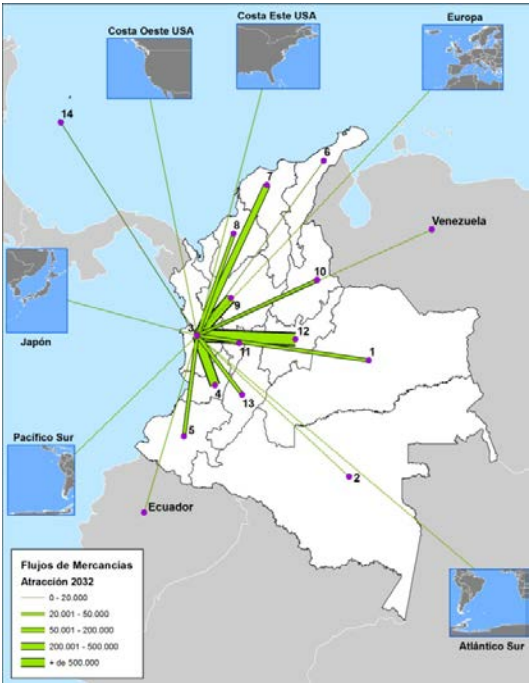 Costa Oeste USA
Costa Este USA
Europa
14
6
7
8
Venezuela
10
9
3
12
Japón
11
1
4
13
5
Pacífico Sur
2
Ecuador
Flujos de Mercancias
Atracción 2032
0 - 20.000
20.001 - 50.000
50.001 - 200.000
200.001 - 500.000
+ de 500.000
Atlántico Sur